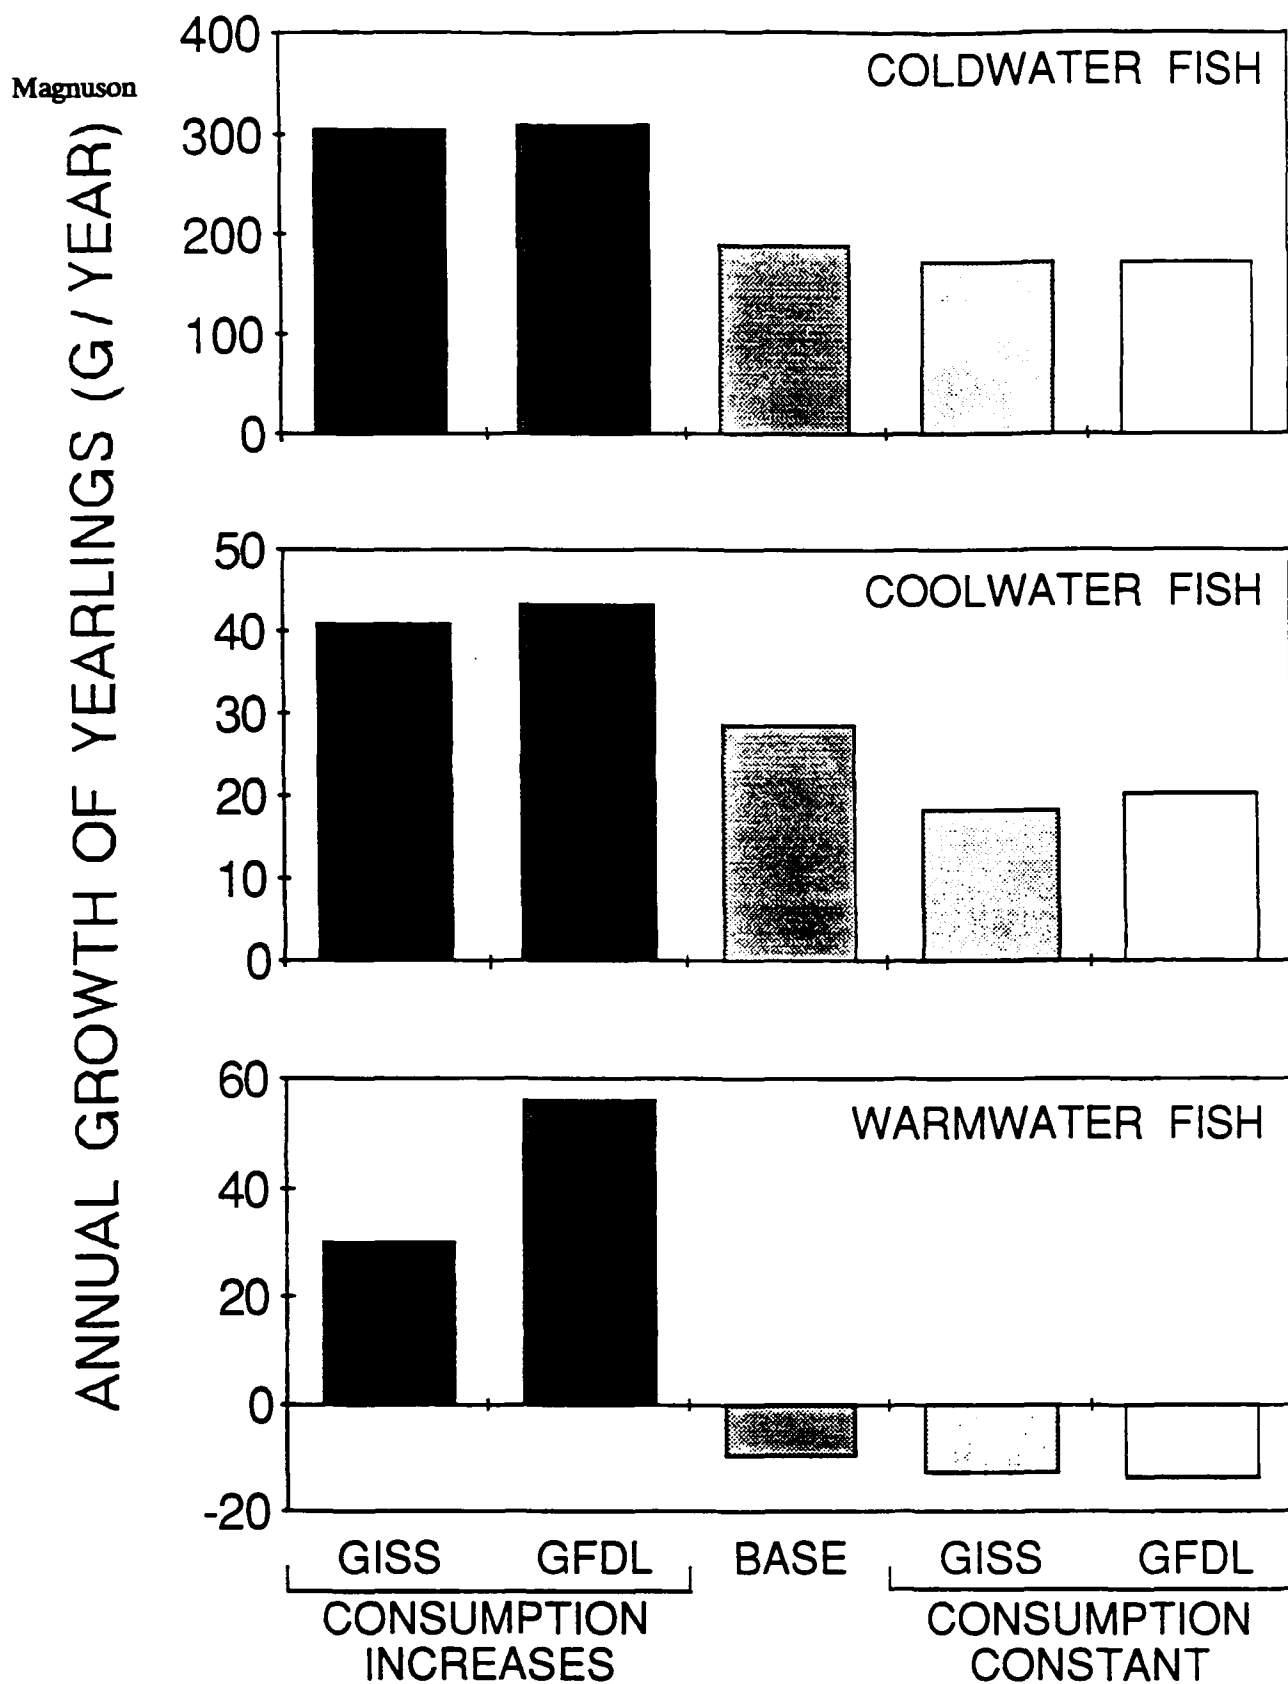 Magnuson
ANNUAL GROWTH OF YEARLINGS (G / YEAR)
400
300
200
100
0
COLDWATER FISH
50
40
30
20
10
0
COOLWATER FISH
60
40
20
0
-20
WARMWATER FISH
GISS GFDL BASE GISS GFDL
CONSUMPTION INCREASES
CONSUMPTION CONSTANT